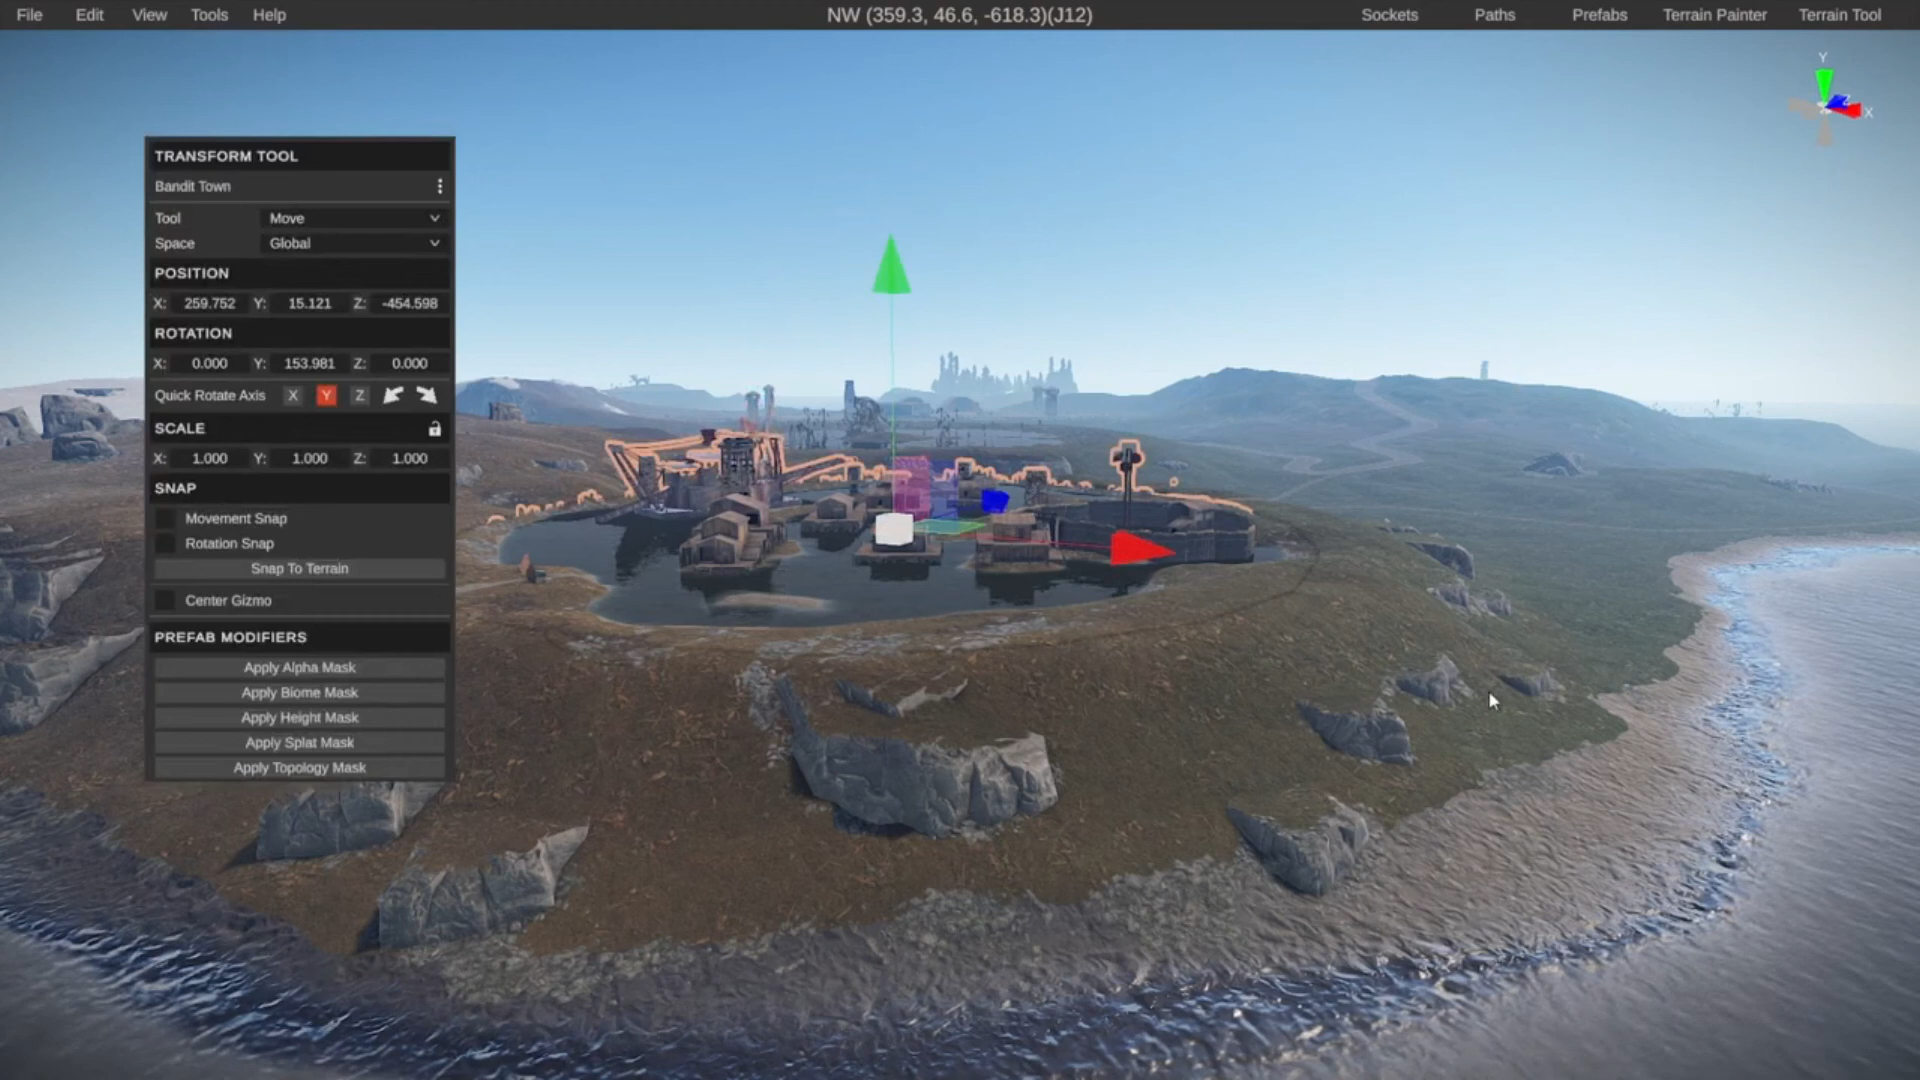 File Edit View Tools Help NW (359.3, 46.6, -618.3)(J12) Sockets Paths Prefabs Terrain Painter Terrain Tool
Y
Z
X
TRANSFORM TOOL
Bandit Town
Tool Move
Space Global
POSITION
X: 259.752 Y: 15.121 Z: -454.598
ROTATION
X: 0.000 Y: 153.981 Z: 0.000
Quick Rotate Axis X Y Z
SCALE
X: 1.000 Y: 1.000 Z: 1.000
SNAP
Movement Snap
Rotation Snap
Snap To Terrain
Center Gizmo
PREFAB MODIFIERS
Apply Alpha Mask
Apply Biome Mask
Apply Height Mask
Apply Splat Mask
Apply Topology Mask